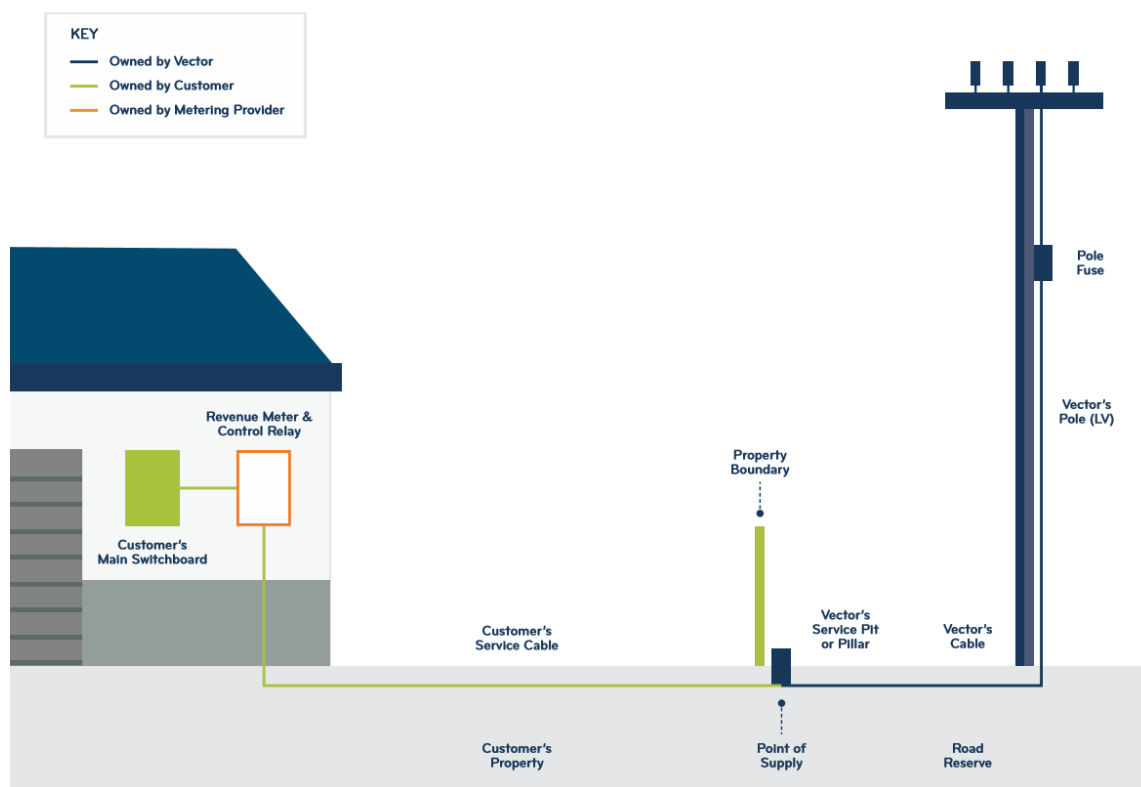 KEY
Owned by Vector
Owned by Customer
Owned by Metering Provider
Pole
Fuse
Vector's
Pole (LV)
Revenue Meter &
Control Relay
Property
Boundary
Customer's
Main Switchboard
Customer's
Service Cable
Vector's
Service Pit
or Pillar
Vector's
Cable
Customer's
Property
Point of
Supply
Road
Reserve